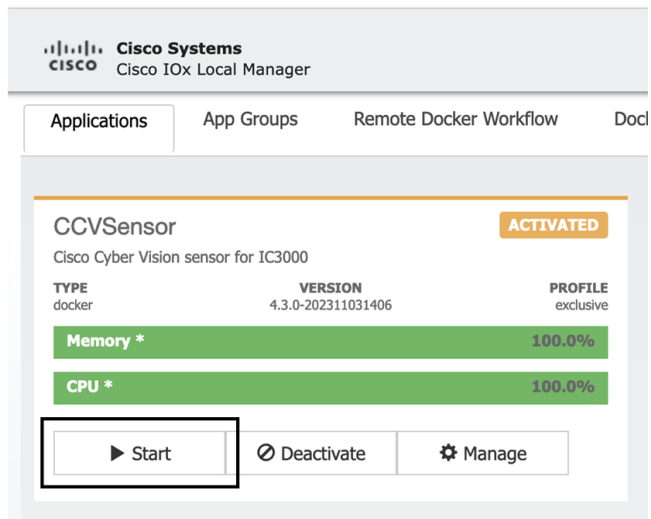 Cisco Systems
CISCO
Cisco IOx Local Manager
Applications App Groups Remote Docker Workflow
CCVSensor ACTIVATED
Cisco Cyber Vision sensor for IC3000
TYPE VERSION PROFILE
docker 4.3.0-202311031406 exclusive
Memory * 100.0%
CPU * 100.0%
Start Deactivate Manage